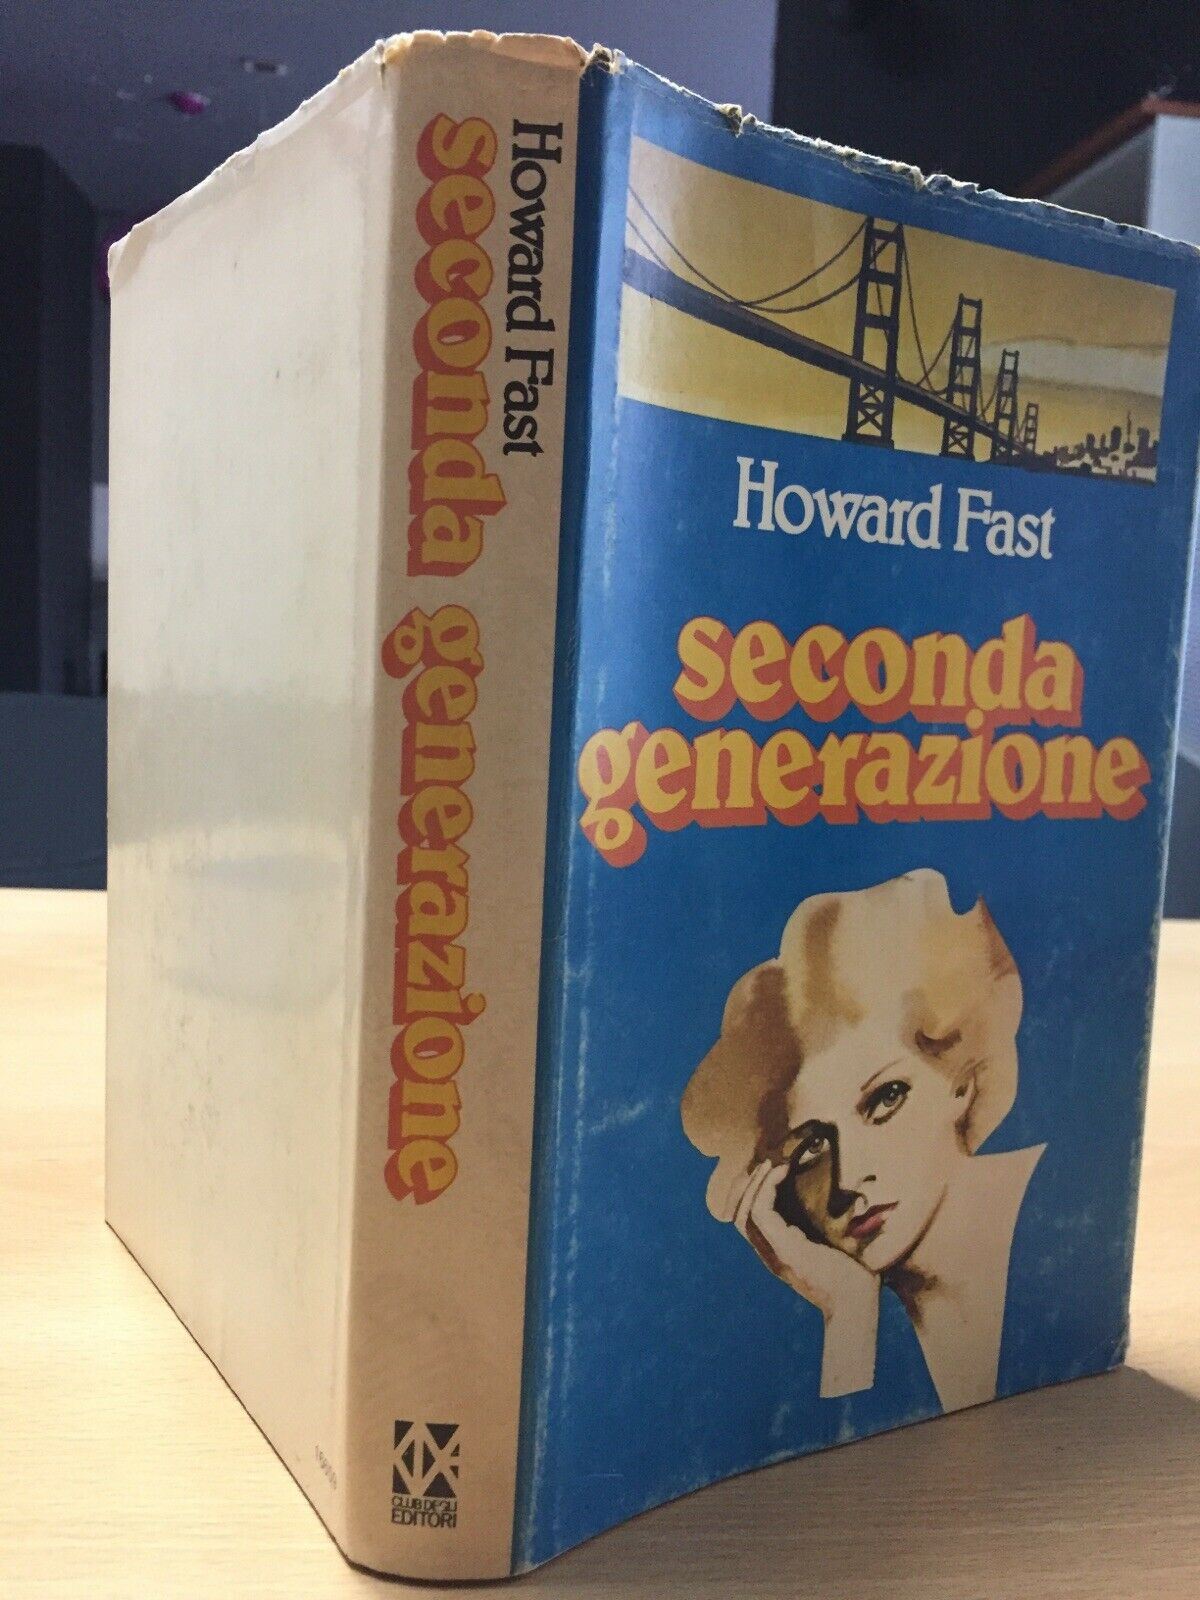 Howard Fast
seconda generazione
CLUB DEGLI
EDITORI
Howard Fast
seconda
generazione